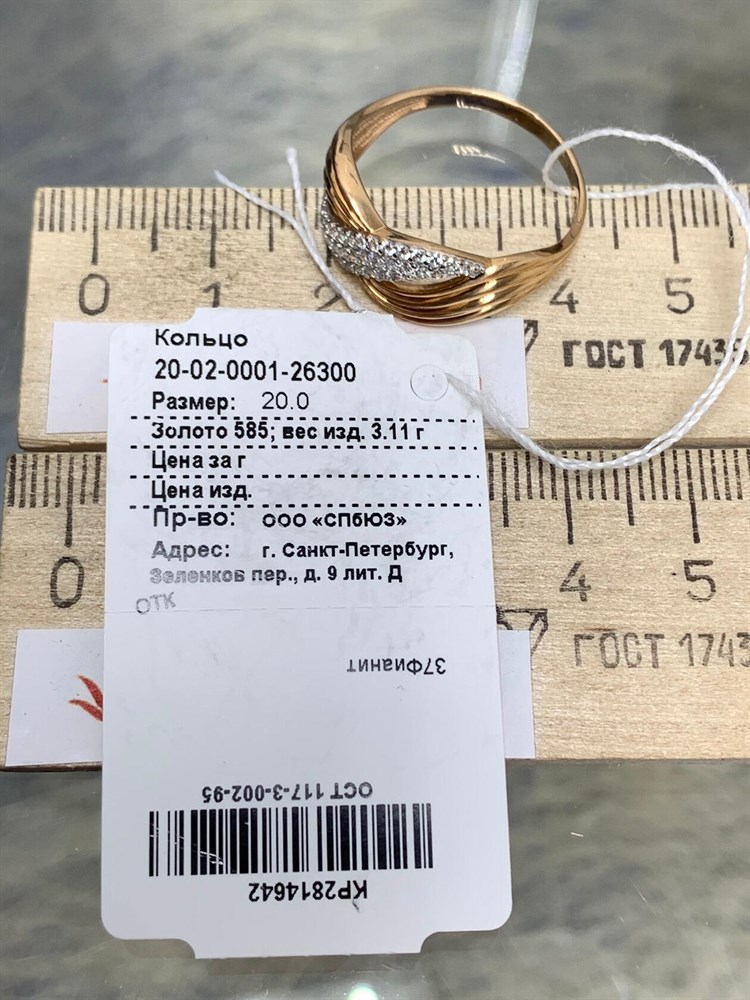 0 1 2 4 5
ГОСТ 1743
Кольцо
20-02-0001-26300
Размер: 20.0
Золото 585; вес изд. 3.11 г
Цена за г
Цена изд.
Пр-во: ООО «СПбЮЗ»
Адрес: г. Санкт-Петербург,
Зеленков пер., д. 9 лит. Д
ОТК
0 4 5
ГОСТ 1743
37Фианит
ОСТ 117-3-002-95
КР2814642